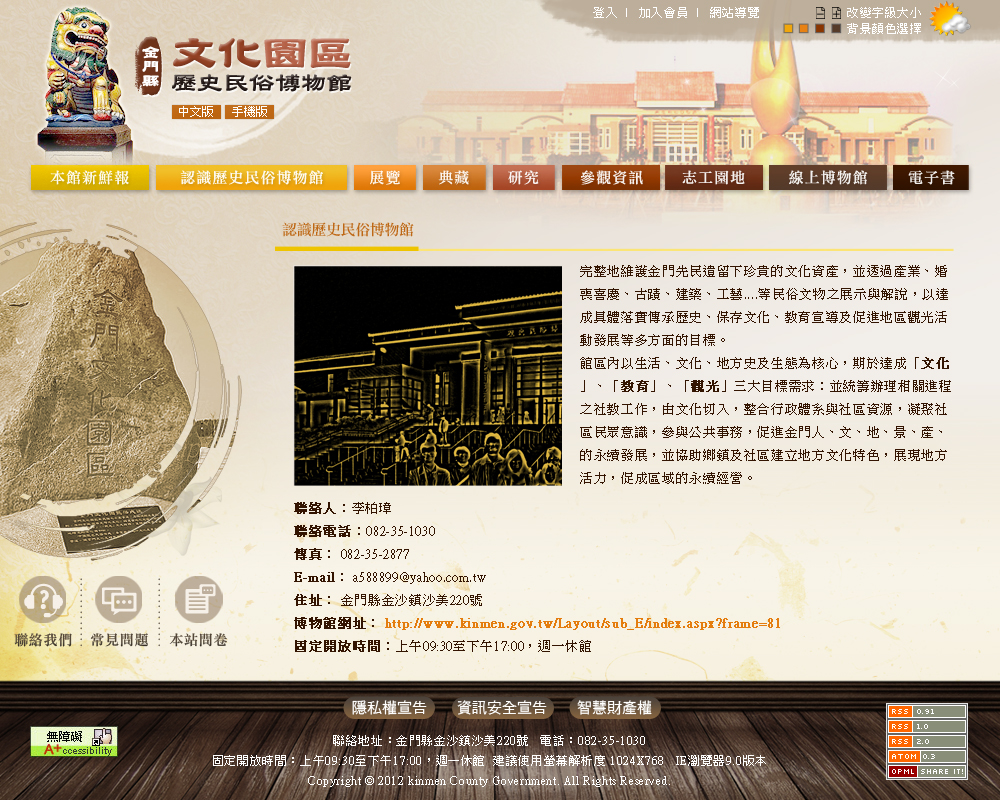 登入 | 加入會員 | 網站導覽
改變字級大小
背景顏色選擇
金門縣
文化園區
歷史民俗博物館
中文版 手機版
本館新鮮報 認識歷史民俗博物館 展覽 典藏 研究 參觀資訊 志工園地 線上博物館 電子書
認識歷史民俗博物館
完整地維護金門先民遺留下珍貴的文化資產，並透過產業、婚
喪喜慶、古蹟、建築、工藝....等民俗文物之展示與解說，以達
成具體落實傳承歷史、保存文化、教育宣導及促進地區觀光活
動發展等多方面的目標。
館區內以生活、文化、地方史及生態為核心，期於達成「文化
」、「教育」、「觀光」三大目標需求：並統籌辦理相關進程
之社教工作，由文化切入，整合行政體系與社區資源，凝聚社
區民眾意識，參與公共事務，促進金門人、文、地、景、產、
的永續發展，並協助鄉鎮及社區建立地方文化特色，展現地方
活力，促成區域的永續經營。
金門
園區
聯絡人：李柏瑋
聯絡電話：082-35-1030
傳真： 082-35-2877
E-mail： a588899@yahoo.com.tw
住址： 金門縣金沙鎮沙美220號
博物館網址： http://www.kinmen.gov.tw/Layout/sub_E/index.aspx?frame=81
固定開放時間：上午09:30至下午17:00，週一休館
聯絡我們 常見問題 本站問卷
隱私權宣告 資訊安全宣告 智慧財產權
無障礙
A+ccessibility
聯絡地址：金門縣金沙鎮沙美220號 電話：082-35-1030
固定開放時間：上午09:30至下午17:00，週一休館 建議使用螢幕解析度 1024X768 IE瀏覽器9.0版本
Copyright © 2012 kinmen County Government. All Rights Reserved.
RSS 0.91
RSS 1.0
RSS 2.0
ATOM 0.3
OPML SHARE IT!